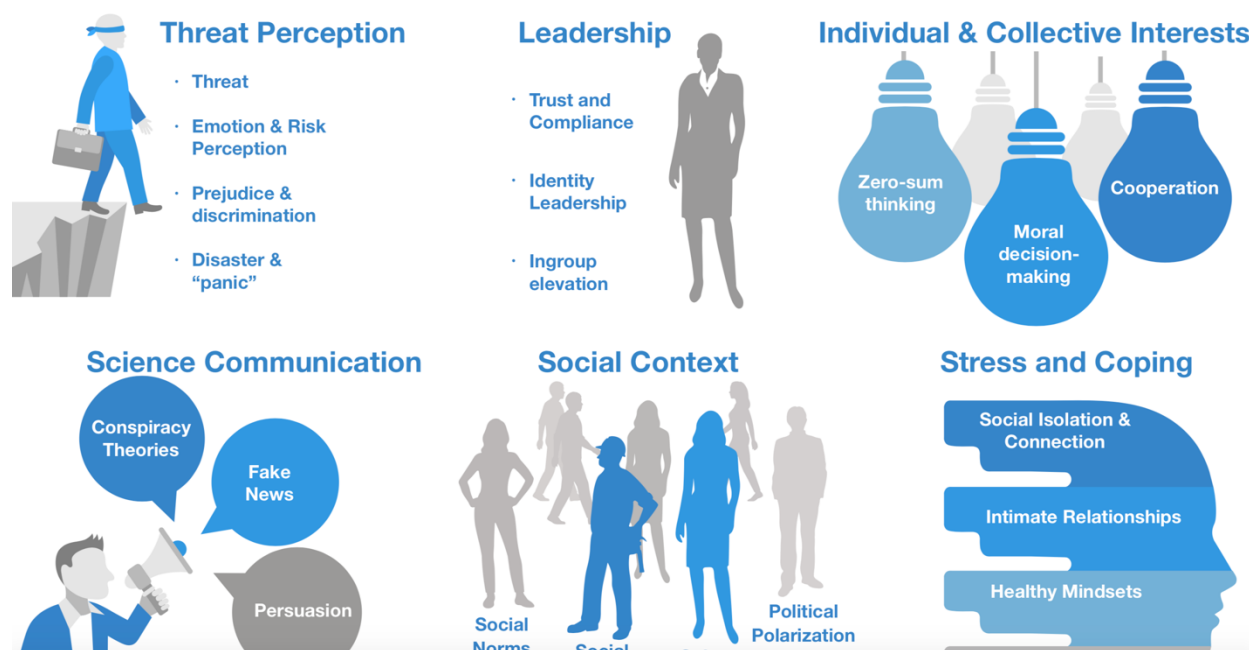 Threat Perception
· Threat
· Emotion & Risk
Perception
· Prejudice &
discrimination
· Disaster &
“panic”
Leadership
· Trust and
Compliance
· Identity
Leadership
· Ingroup
elevation
Individual & Collective Interests
Zero-sum
thinking
Moral
decision-
making
Cooperation
Science Communication
Conspiracy
Theories
Fake
News
Persuasion
Social Context
Social
Norms
Social
Political
Polarization
Stress and Coping
Social Isolation &
Connection
Intimate Relationships
Healthy Mindsets